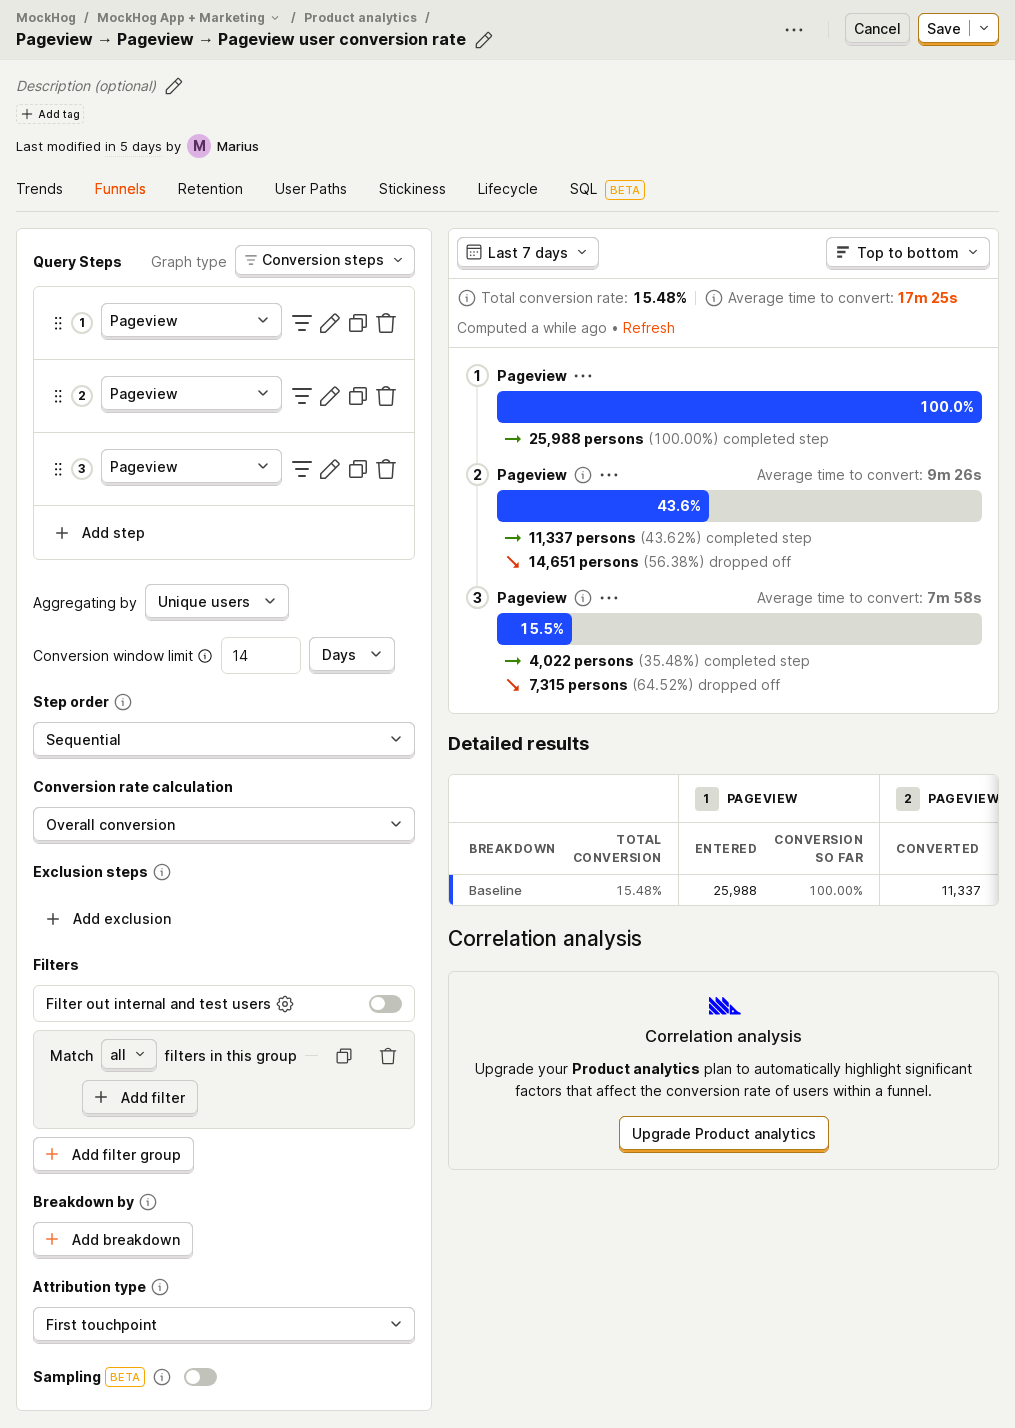 MockHog / MockHog App + Marketing / Product analytics /
Pageview → Pageview → Pageview user conversion rate
Cancel
Save
Description (optional)
Add tag
Last modified in 5 days by M Marius
Trends Funnels Retention User Paths Stickiness Lifecycle SQL BETA
Query Steps Graph type Conversion steps
1 Pageview
2 Pageview
3 Pageview
Add step
Aggregating by Unique users
Conversion window limit 14 Days
Step order
Sequential
Conversion rate calculation
Overall conversion
Exclusion steps
Add exclusion
Filters
Filter out internal and test users
Match all filters in this group
Add filter
Add filter group
Breakdown by
Add breakdown
Attribution type
First touchpoint
Sampling BETA
Last 7 days Top to bottom
Total conversion rate: 15.48% Average time to convert: 17m 25s
Computed a while ago • Refresh
1 Pageview
100.0%
→ 25,988 persons (100.00%) completed step
2 Pageview Average time to convert: 9m 26s
43.6%
→ 11,337 persons (43.62%) completed step
↘ 14,651 persons (56.38%) dropped off
3 Pageview Average time to convert: 7m 58s
15.5%
→ 4,022 persons (35.48%) completed step
↘ 7,315 persons (64.52%) dropped off
Detailed results
1 PAGEVIEW 2 PAGEVIEW
BREAKDOWN TOTAL CONVERSION ENTERED CONVERSION SO FAR CONVERTED
Baseline 15.48% 25,988 100.00% 11,337
Correlation analysis
Correlation analysis
Upgrade your Product analytics plan to automatically highlight significant
factors that affect the conversion rate of users within a funnel.
Upgrade Product analytics